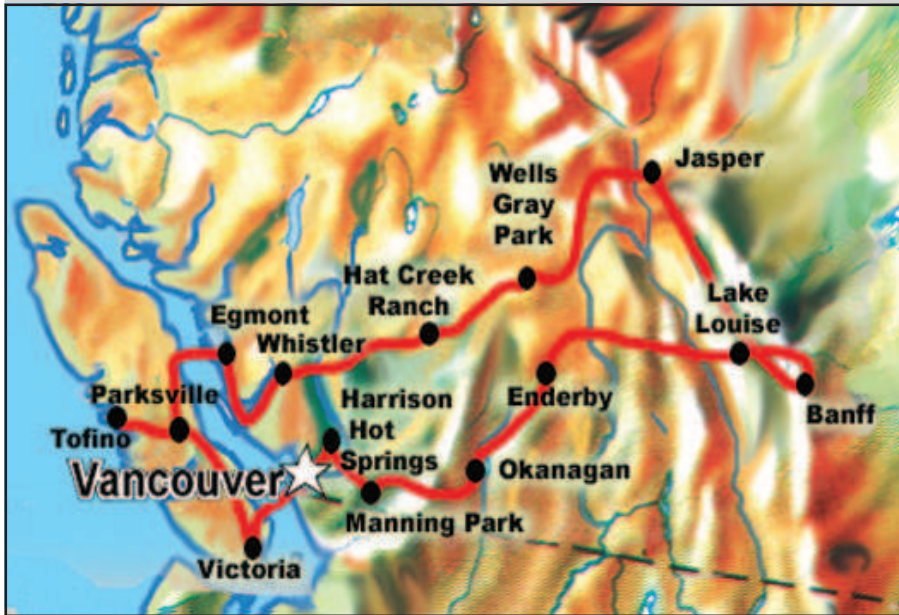 Jasper
Wells
Gray
Park
Hat Creek
Ranch
Lake
Louise
Egmont
Whistler
Parksville
Tofino
Harrison
Hot
Springs
Enderby
Banff
Vancouver
Okanagan
Manning Park
Victoria